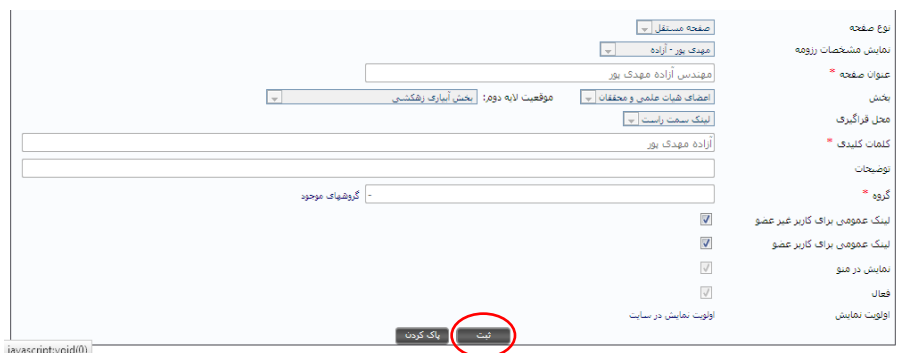 نوع صفحه صفحه مستقل
نمایش مشخصات رزومه مهدی پور - آزاده
عنوان صفحه * مهندس آزاده مهدی پور
بخش اعضای هیات علمی و محققان موقعیت لایه دوم: بخش آبیاری زهکشی
محل قراگیری لینک سمت راست
کلمات کلیدی * آزاده مهدی پور
توضیحات
گروه * - گروههای موجود
لینک عمومی برای کاربر غیر عضو
لینک عمومی برای کاربر عضو
نمایش در منو
فعال
اولویت نمایش اولویت نمایش در سایت
ثبت پاک کردن
javascript:void(0)